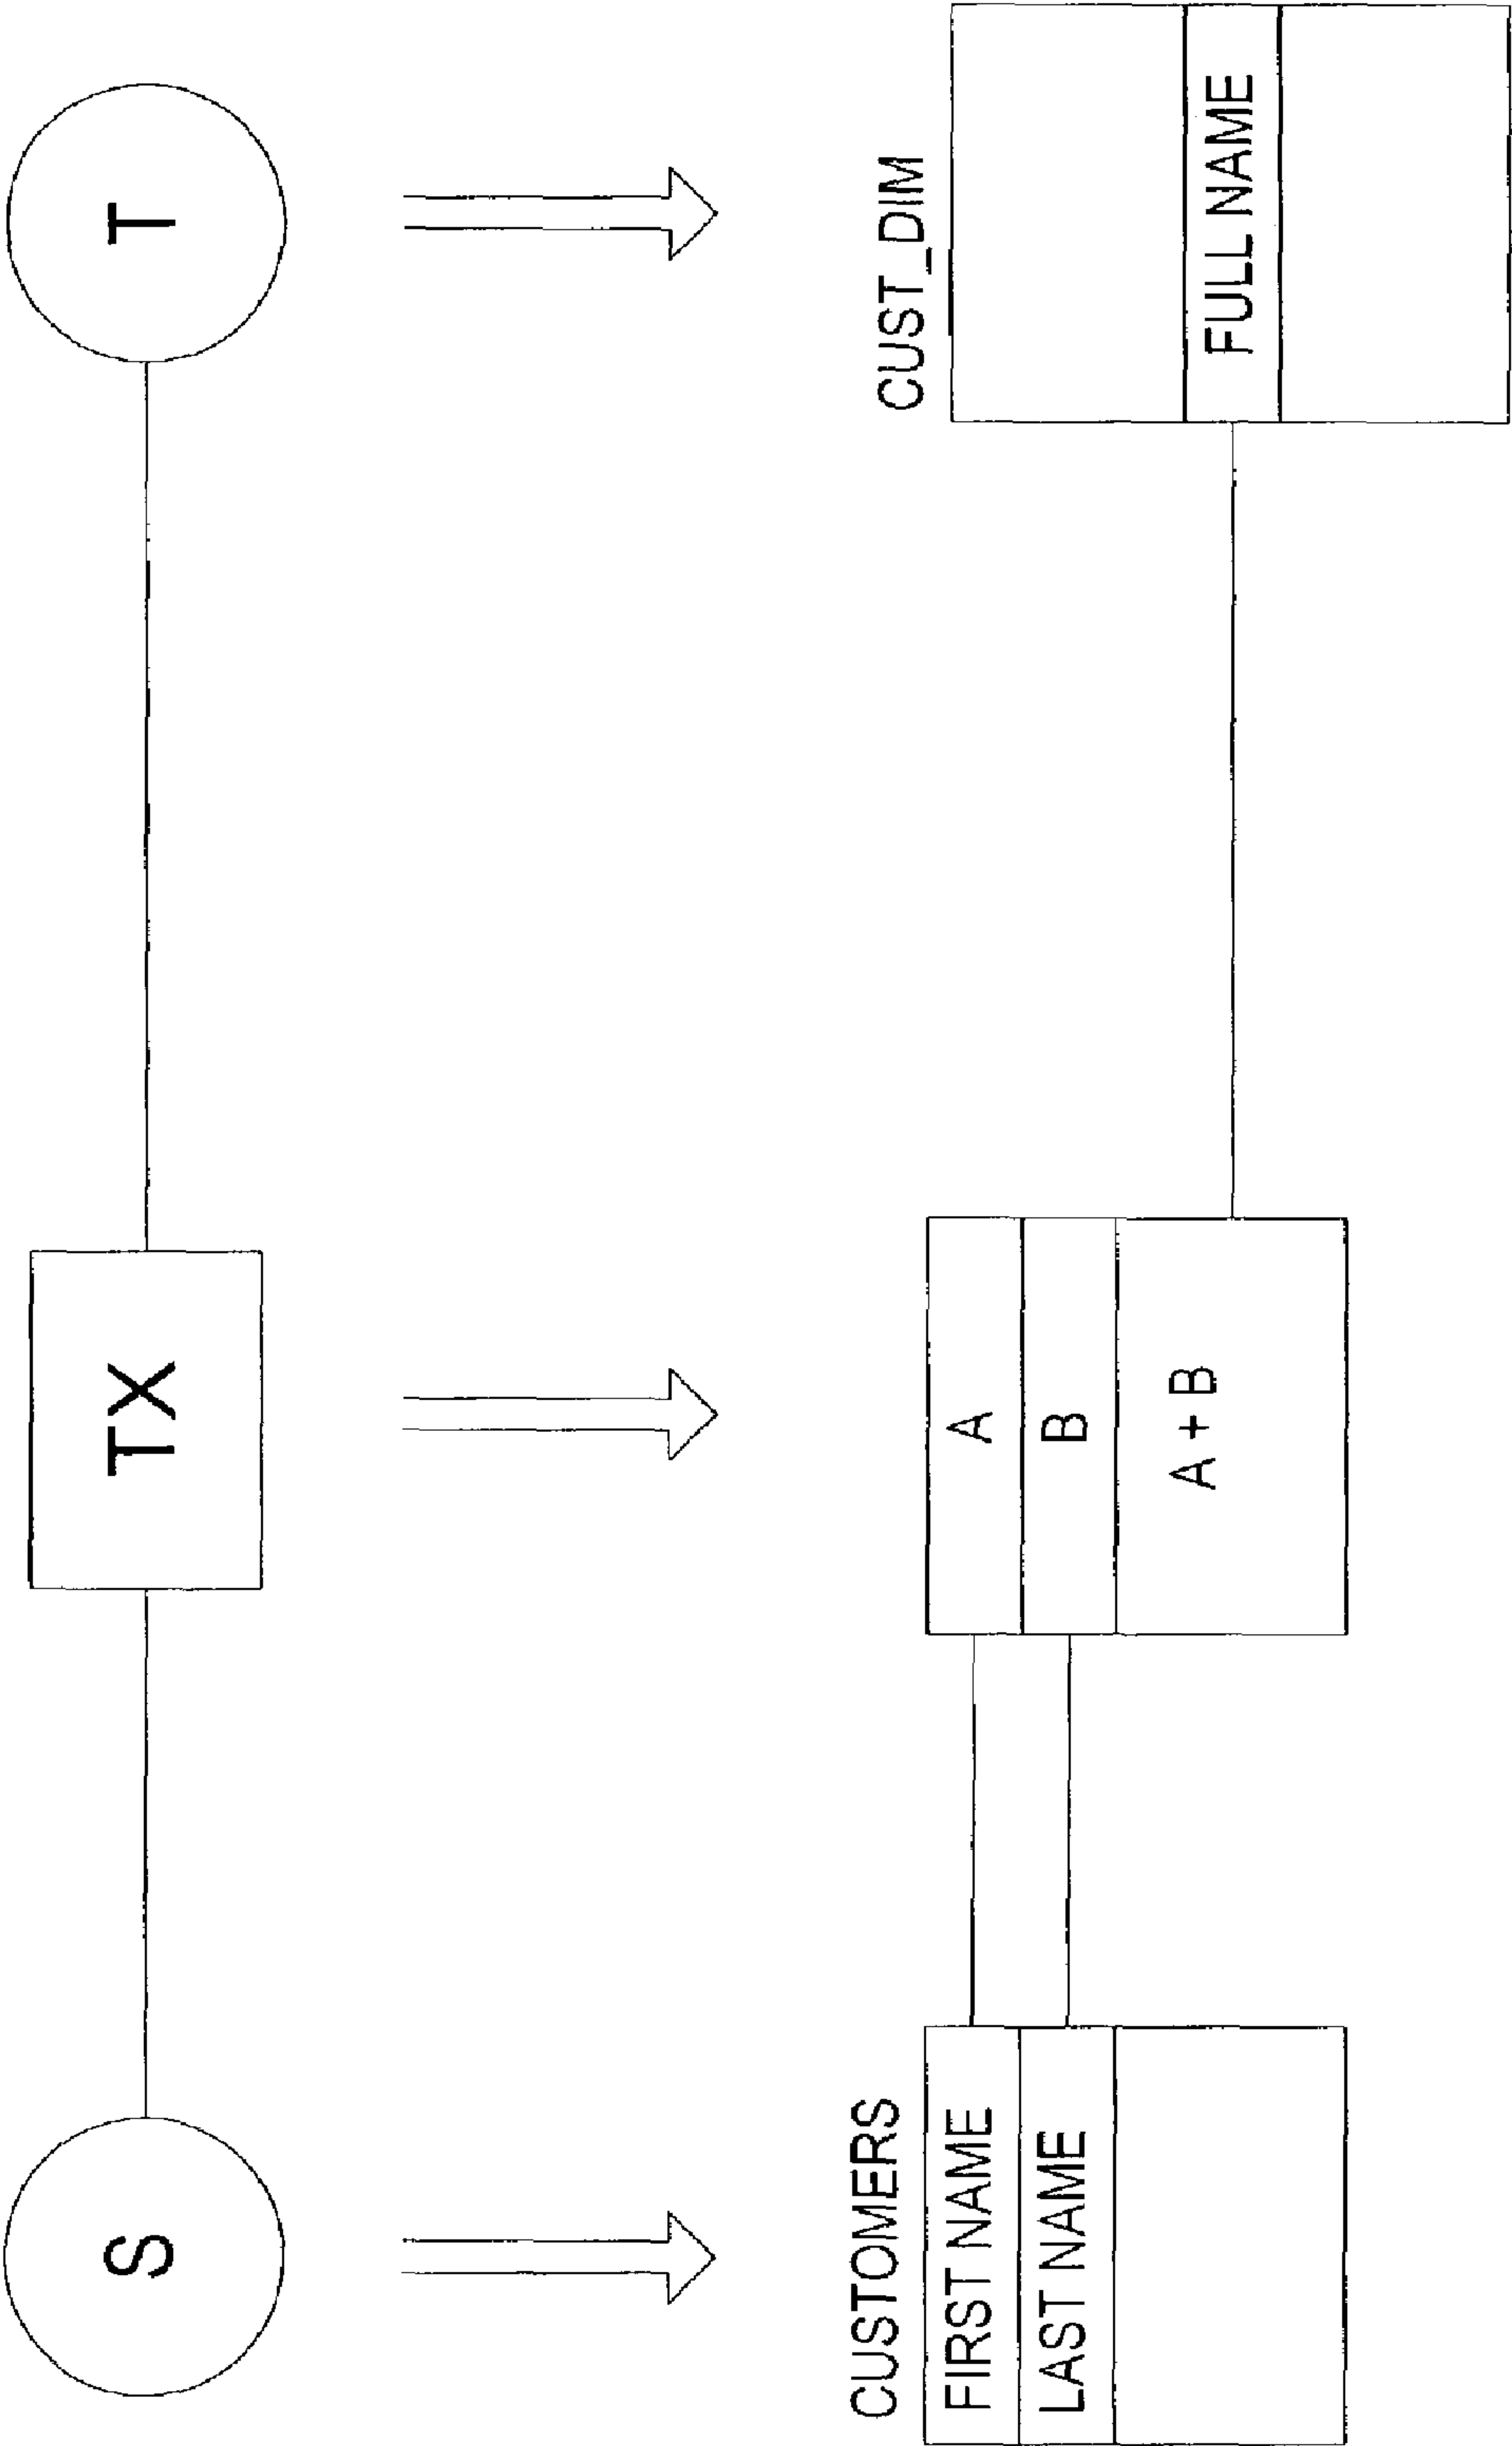 S
TX
T
CUSTOMERS
FIRST NAME
LAST NAME
A
B
A + B
CUST_DIM
FULL NAME